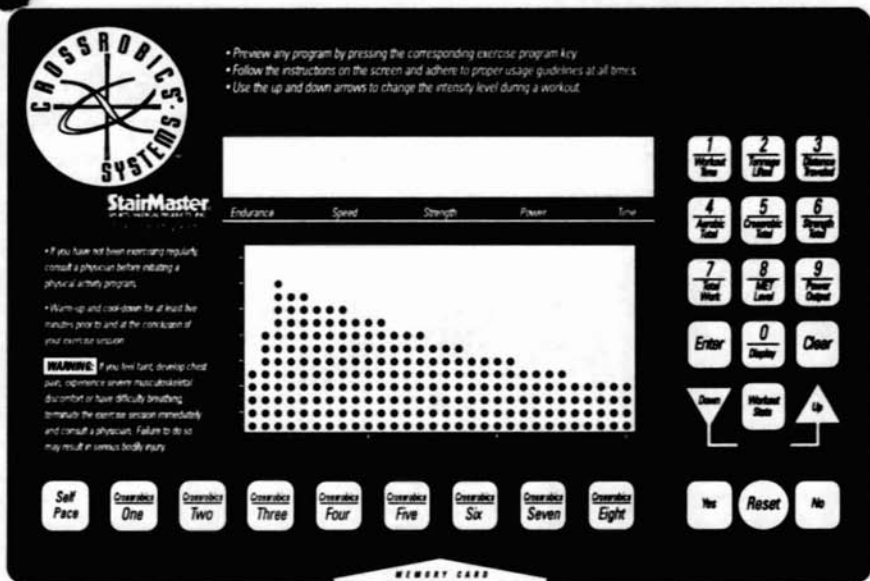 CROSSROBICS
SYSTEMS
StairMaster
• Preview any program by pressing the corresponding exercise program key.
• Follow the instructions on the screen and adhere to proper usage guidelines at all times.
• Use the up and down arrows to change the intensity level during a workout.
Endurance Speed Strength Power Time
• If you have not been exercising regularly,
consult a physician before initiating a
physical activity program.
• Warm-up and cool-down for at least five
minutes prior to and at the conclusion of
your exercise session.
WARNING: If you feel faint, develop chest
pain, experience severe musculoskeletal
discomfort or have difficulty breathing,
terminate the exercise session immediately
and consult a physician. Failure to do so
may result in serious bodily injury.
1 2 3
Workout Tonnage Distance
Time Lifted Traveled
4 5 6
Aerobic Crossrobic Strength
Total Total Total
7 8 9
Total MET Power
Work Level Output
Enter 0 Clear
Display
Down Workout Up
Stats
Self Crossrobics Crossrobics Crossrobics Crossrobics Crossrobics Crossrobics Crossrobics Crossrobics
Pace One Two Three Four Five Six Seven Eight
Yes Reset No
MEMORY CARD